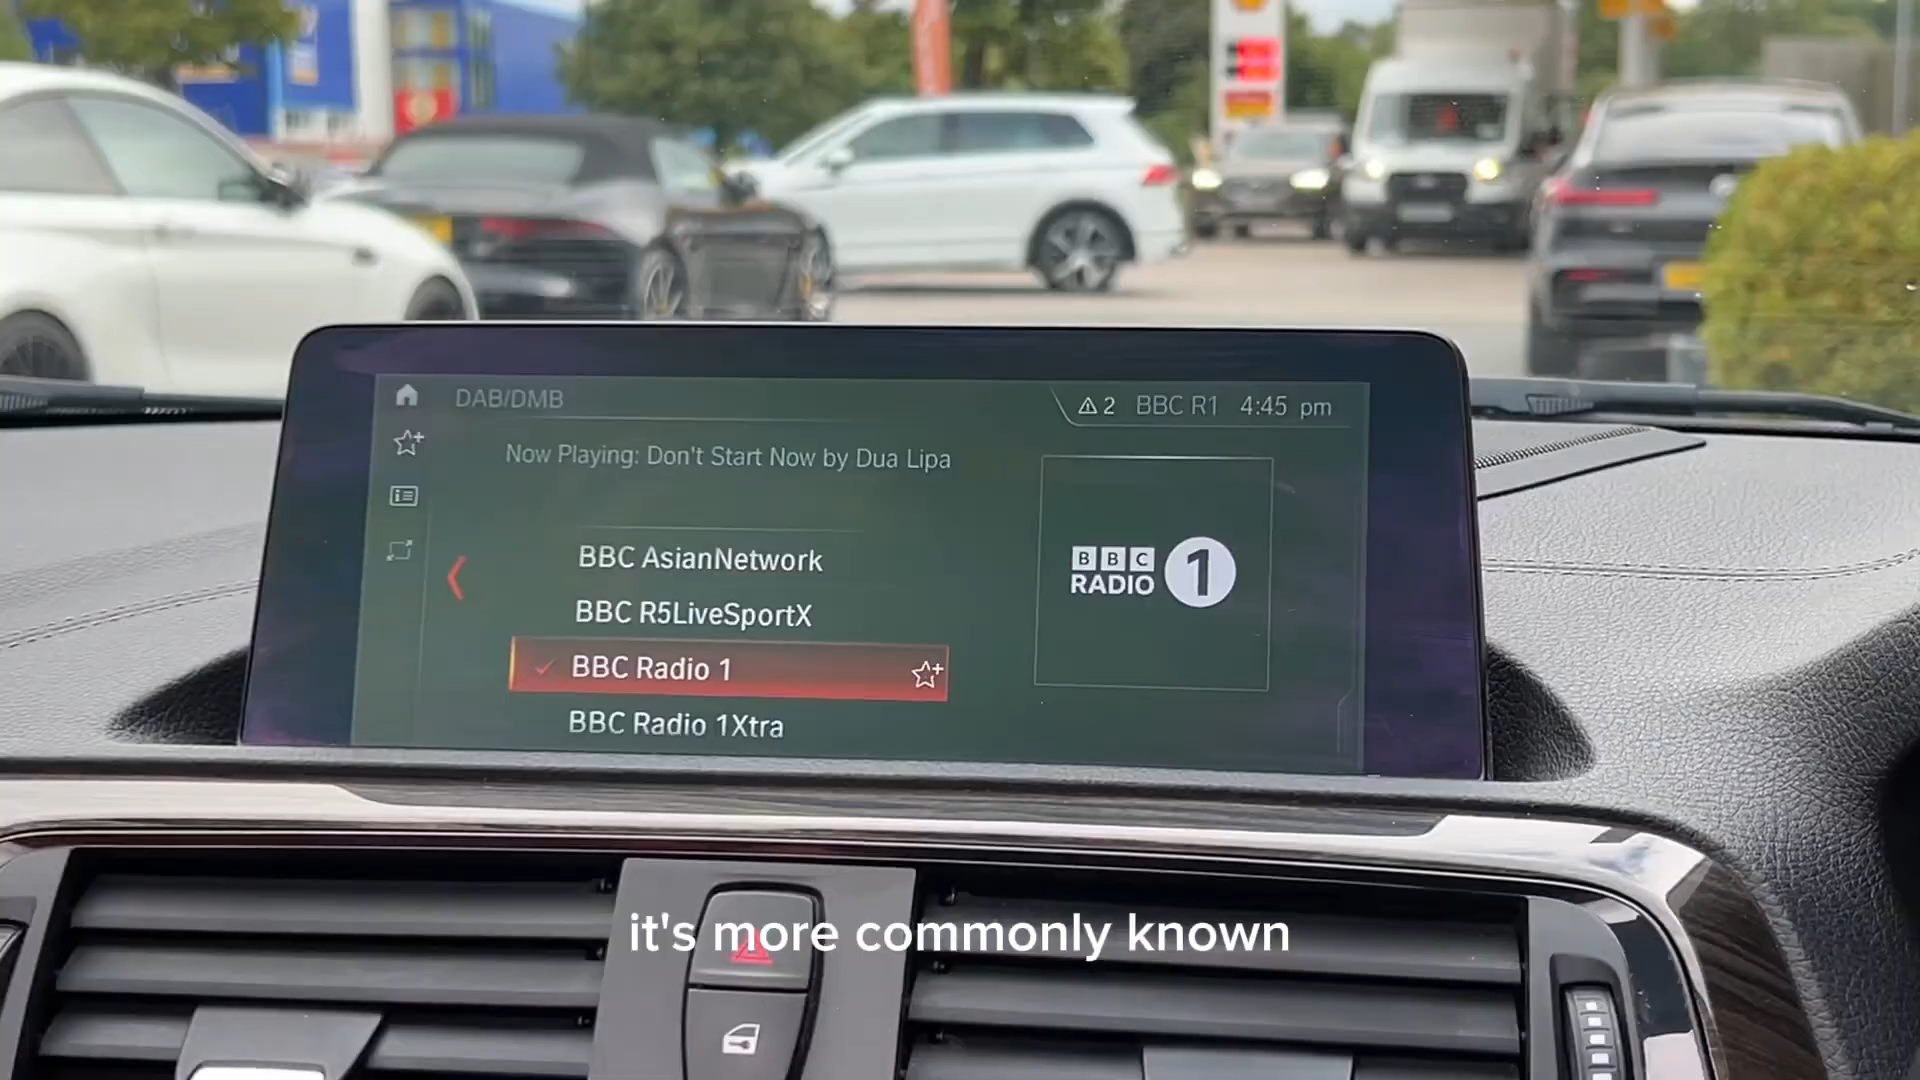 DAB/DMB
2 BBC R1 4:45 pm
Now Playing: Don't Start Now by Dua Lipa
BBC AsianNetwork
BBC R5LiveSportX
BBC Radio 1
BBC Radio 1Xtra
BBC
RADIO 1
it's more commonly known